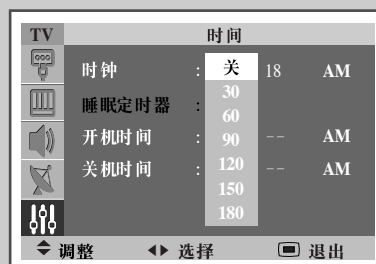 TV 时间
时钟 : 关 18 AM
30
睡眠定时器 :
60
开机时间 : 90 -- AM
关机时间 : 120 -- AM
150
180
调整 选择 退出